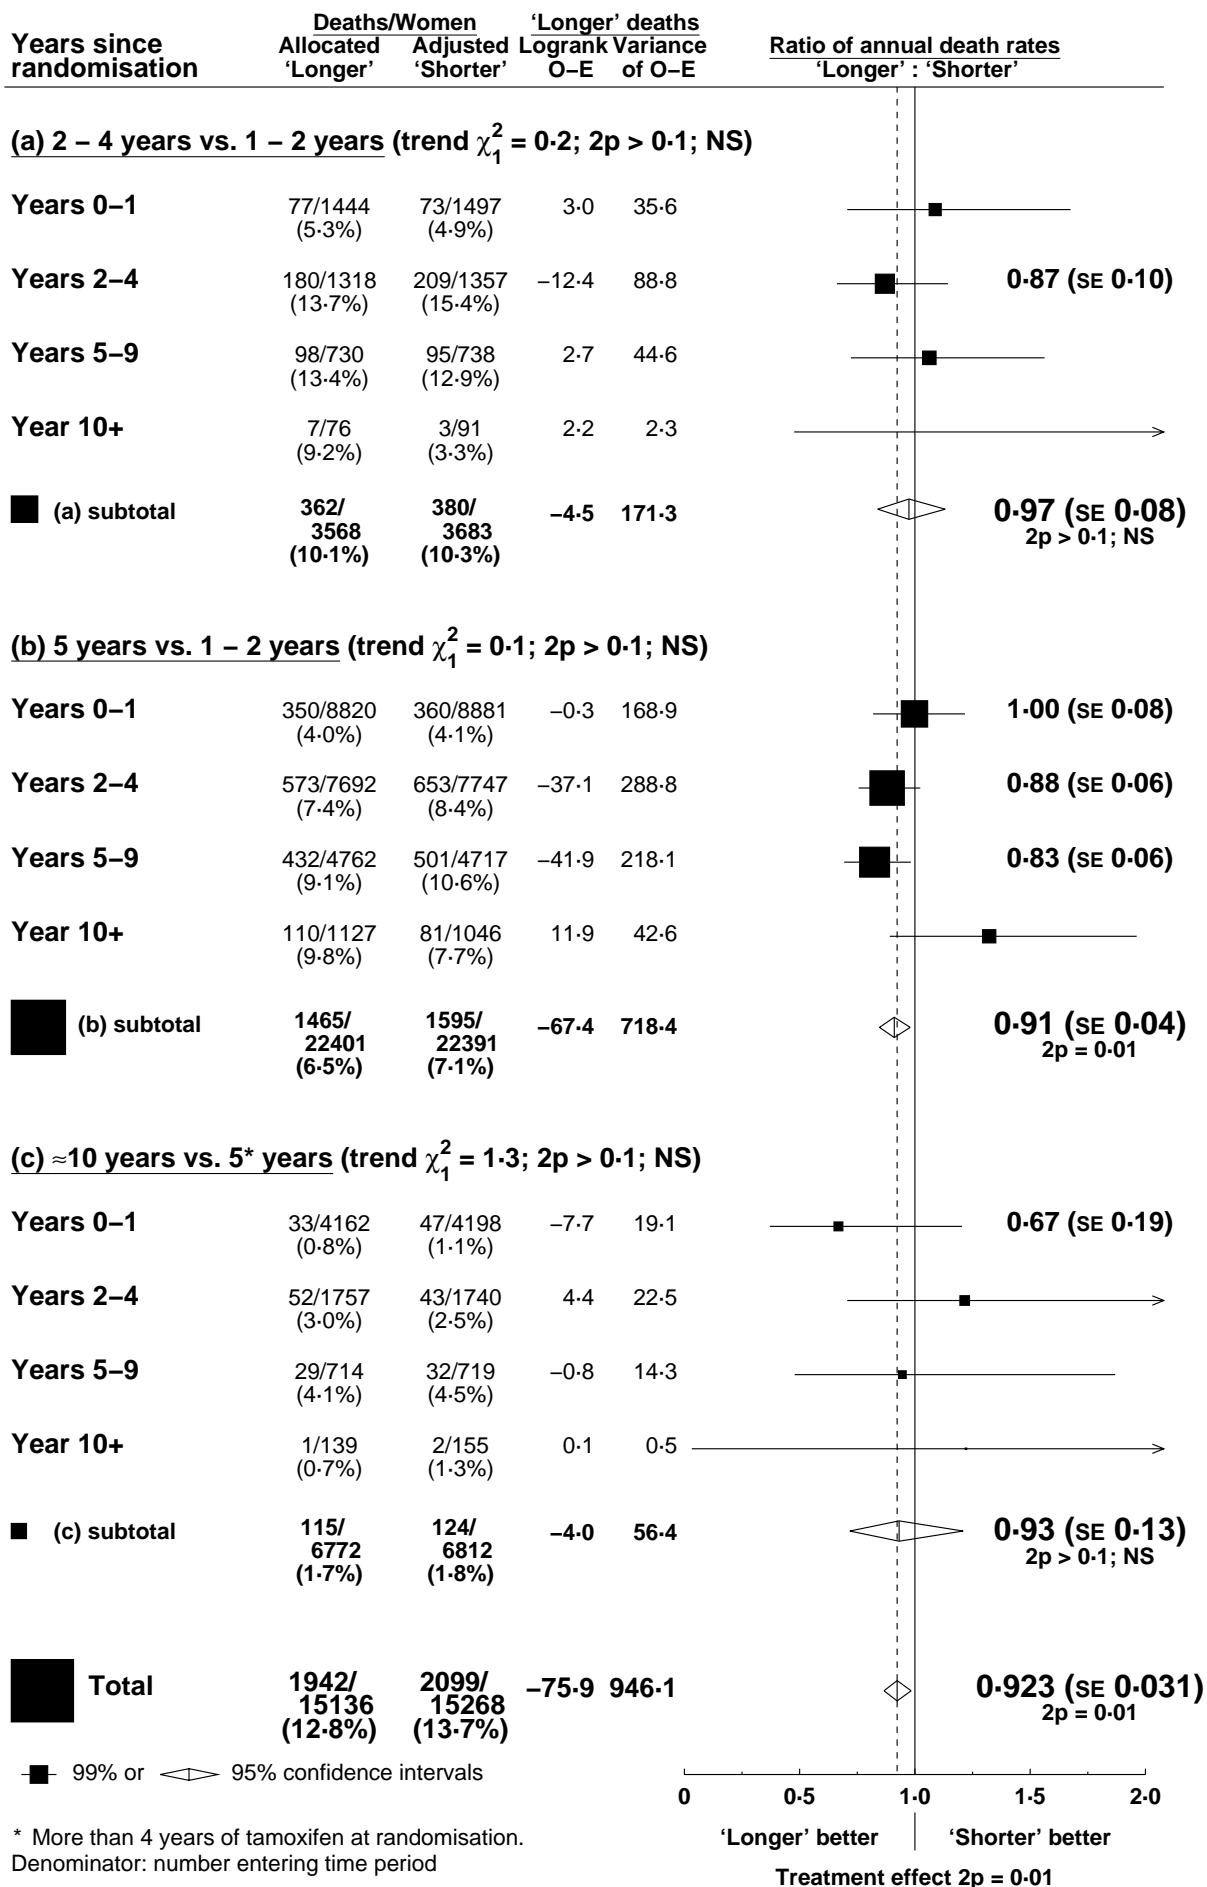 Deaths/Women ‘Longer’ deaths
Years since Allocated Adjusted Logrank Variance Ratio of annual death rates
randomisation ‘Longer’ ‘Shorter’ O–E of O–E ‘Longer’ : ‘Shorter’
(a) 2 – 4 years vs. 1 – 2 years (trend χ²₁ = 0·2; 2p > 0·1; NS)
Years 0–1 77/1444 73/1497 3·0 35·6
(5·3%) (4·9%)
Years 2–4 180/1318 209/1357 –12·4 88·8 0·87 (SE 0·10)
(13·7%) (15·4%)
Years 5–9 98/730 95/738 2·7 44·6
(13·4%) (12·9%)
Year 10+ 7/76 3/91 2·2 2·3
(9·2%) (3·3%)
(a) subtotal 362/ 380/ –4·5 171·3 0·97 (SE 0·08)
3568 3683 2p > 0·1; NS
(10·1%) (10·3%)
(b) 5 years vs. 1 – 2 years (trend χ²₁ = 0·1; 2p > 0·1; NS)
Years 0–1 350/8820 360/8881 –0·3 168·9 1·00 (SE 0·08)
(4·0%) (4·1%)
Years 2–4 573/7692 653/7747 –37·1 288·8 0·88 (SE 0·06)
(7·4%) (8·4%)
Years 5–9 432/4762 501/4717 –41·9 218·1 0·83 (SE 0·06)
(9·1%) (10·6%)
Year 10+ 110/1127 81/1046 11·9 42·6
(9·8%) (7·7%)
(b) subtotal 1465/ 1595/ –67·4 718·4 0·91 (SE 0·04)
22401 22391 2p = 0·01
(6·5%) (7·1%)
(c) ≈10 years vs. 5* years (trend χ²₁ = 1·3; 2p > 0·1; NS)
Years 0–1 33/4162 47/4198 –7·7 19·1 0·67 (SE 0·19)
(0·8%) (1·1%)
Years 2–4 52/1757 43/1740 4·4 22·5
(3·0%) (2·5%)
Years 5–9 29/714 32/719 –0·8 14·3
(4·1%) (4·5%)
Year 10+ 1/139 2/155 0·1 0·5
(0·7%) (1·3%)
(c) subtotal 115/ 124/ –4·0 56·4 0·93 (SE 0·13)
6772 6812 2p > 0·1; NS
(1·7%) (1·8%)
Total 1942/ 2099/ –75·9 946·1 0·923 (SE 0·031)
15136 15268 2p = 0·01
(12·8%) (13·7%)
99% or 95% confidence intervals
0 0·5 1·0 1·5 2·0
‘Longer’ better ‘Shorter’ better
* More than 4 years of tamoxifen at randomisation.
Denominator: number entering time period
Treatment effect 2p = 0·01